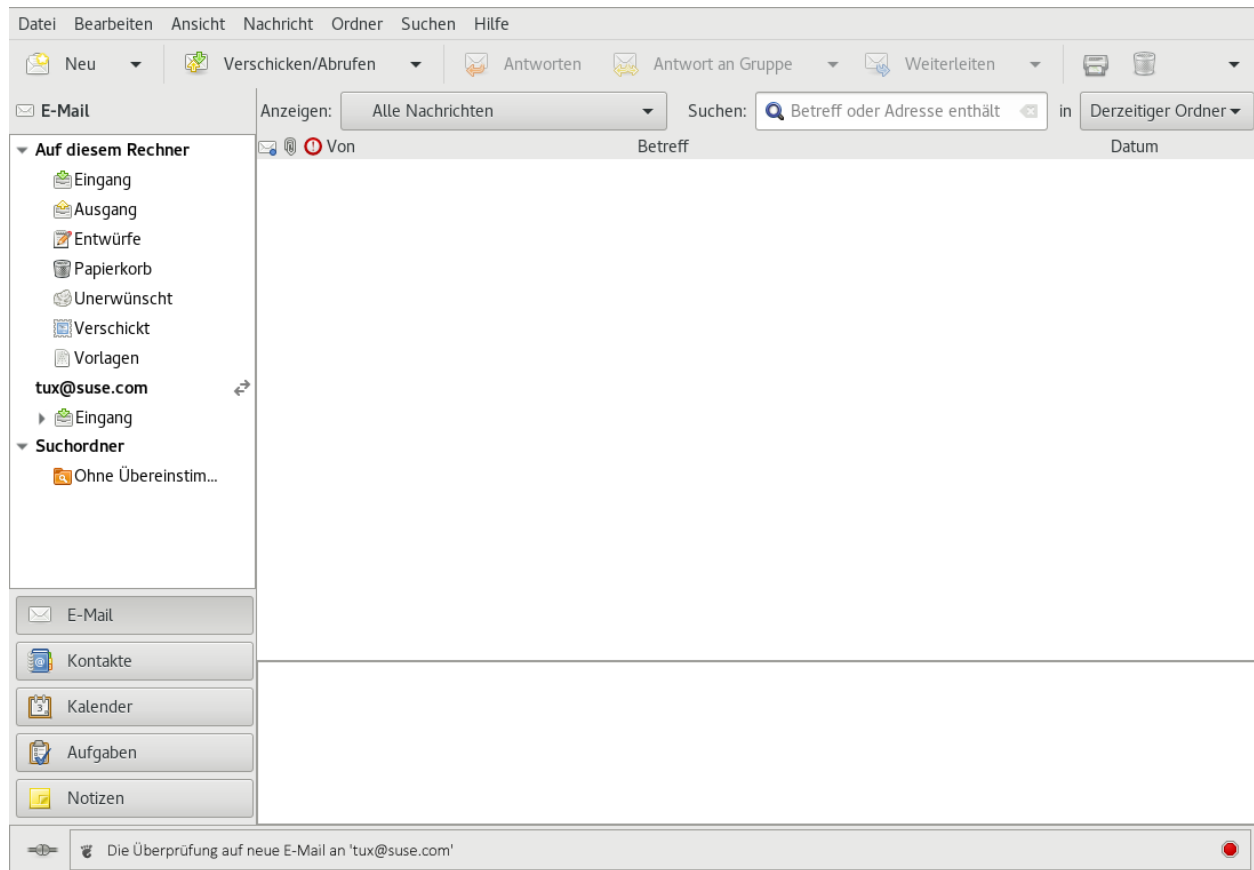 Datei Bearbeiten Ansicht Nachricht Ordner Suchen Hilfe
Neu Verschicken/Abrufen Antworten Antwort an Gruppe Weiterleiten
E-Mail Anzeigen: Alle Nachrichten Suchen: Betreff oder Adresse enthält in Derzeitiger Ordner
Von Betreff Datum
Auf diesem Rechner
Eingang
Ausgang
Entwürfe
Papierkorb
Unerwünscht
Verschickt
Vorlagen
tux@suse.com
Eingang
Suchordner
Ohne Übereinstim...
E-Mail
Kontakte
Kalender
Aufgaben
Notizen
Die Überprüfung auf neue E-Mail an 'tux@suse.com'